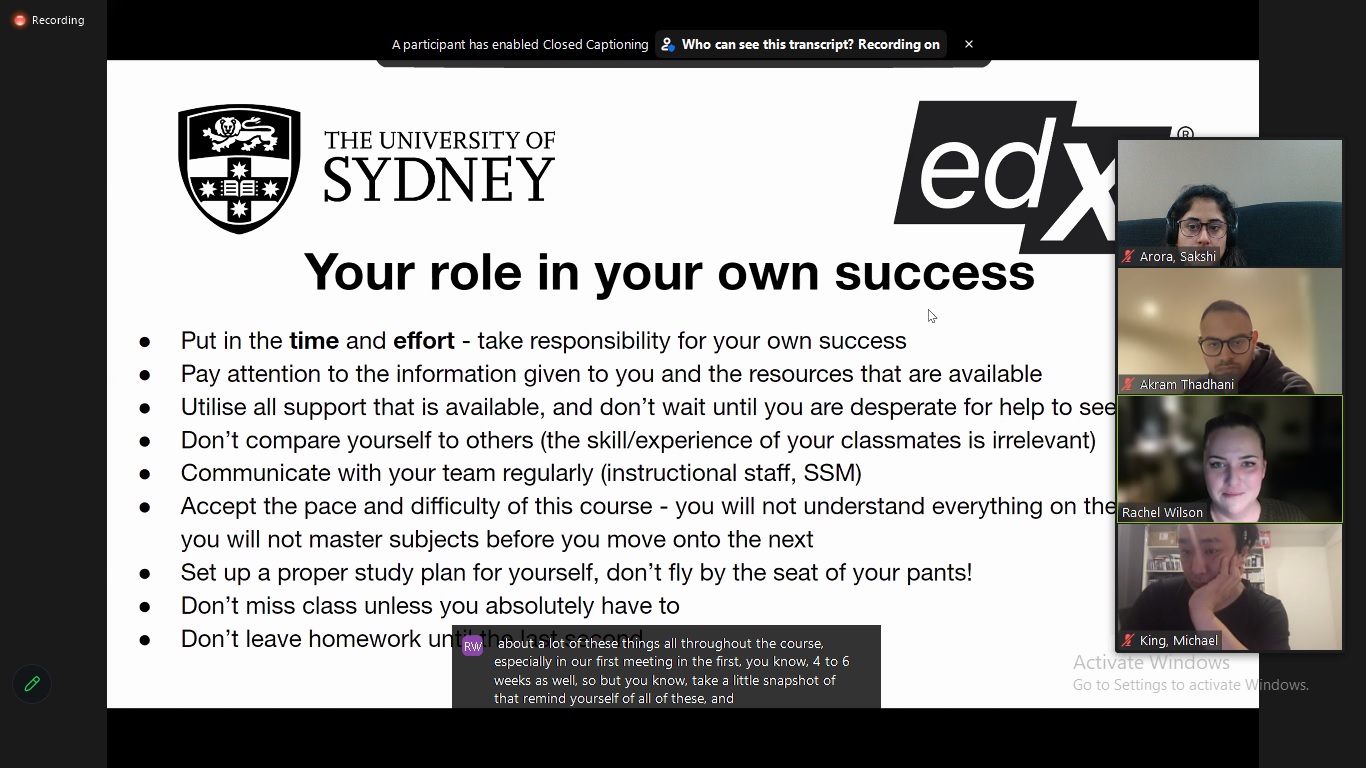 Recording
A participant has enabled Closed Captioning Who can see this transcript? Recording on
THE UNIVERSITY OF
SYDNEY
edx
®
Your role in your own success
● Put in the time and effort - take responsibility for your own success
● Pay attention to the information given to you and the resources that are available
● Utilise all support that is available, and don’t wait until you are desperate for help to see
● Don’t compare yourself to others (the skill/experience of your classmates is irrelevant)
● Communicate with your team regularly (instructional staff, SSM)
● Accept the pace and difficulty of this course - you will not understand everything on the
you will not master subjects before you move onto the next
● Set up a proper study plan for yourself, don’t fly by the seat of your pants!
● Don’t miss class unless you absolutely have to
● Don’t leave homework until the last second
RW about a lot of these things all throughout the course,
especially in our first meeting in the first, you know, 4 to 6
weeks as well, so but you know, take a little snapshot of
that remind yourself of all of these, and
Arora, Sakshi
Akram Thadhani
Rachel Wilson
King, Michael
Activate Windows
Go to Settings to activate Windows.